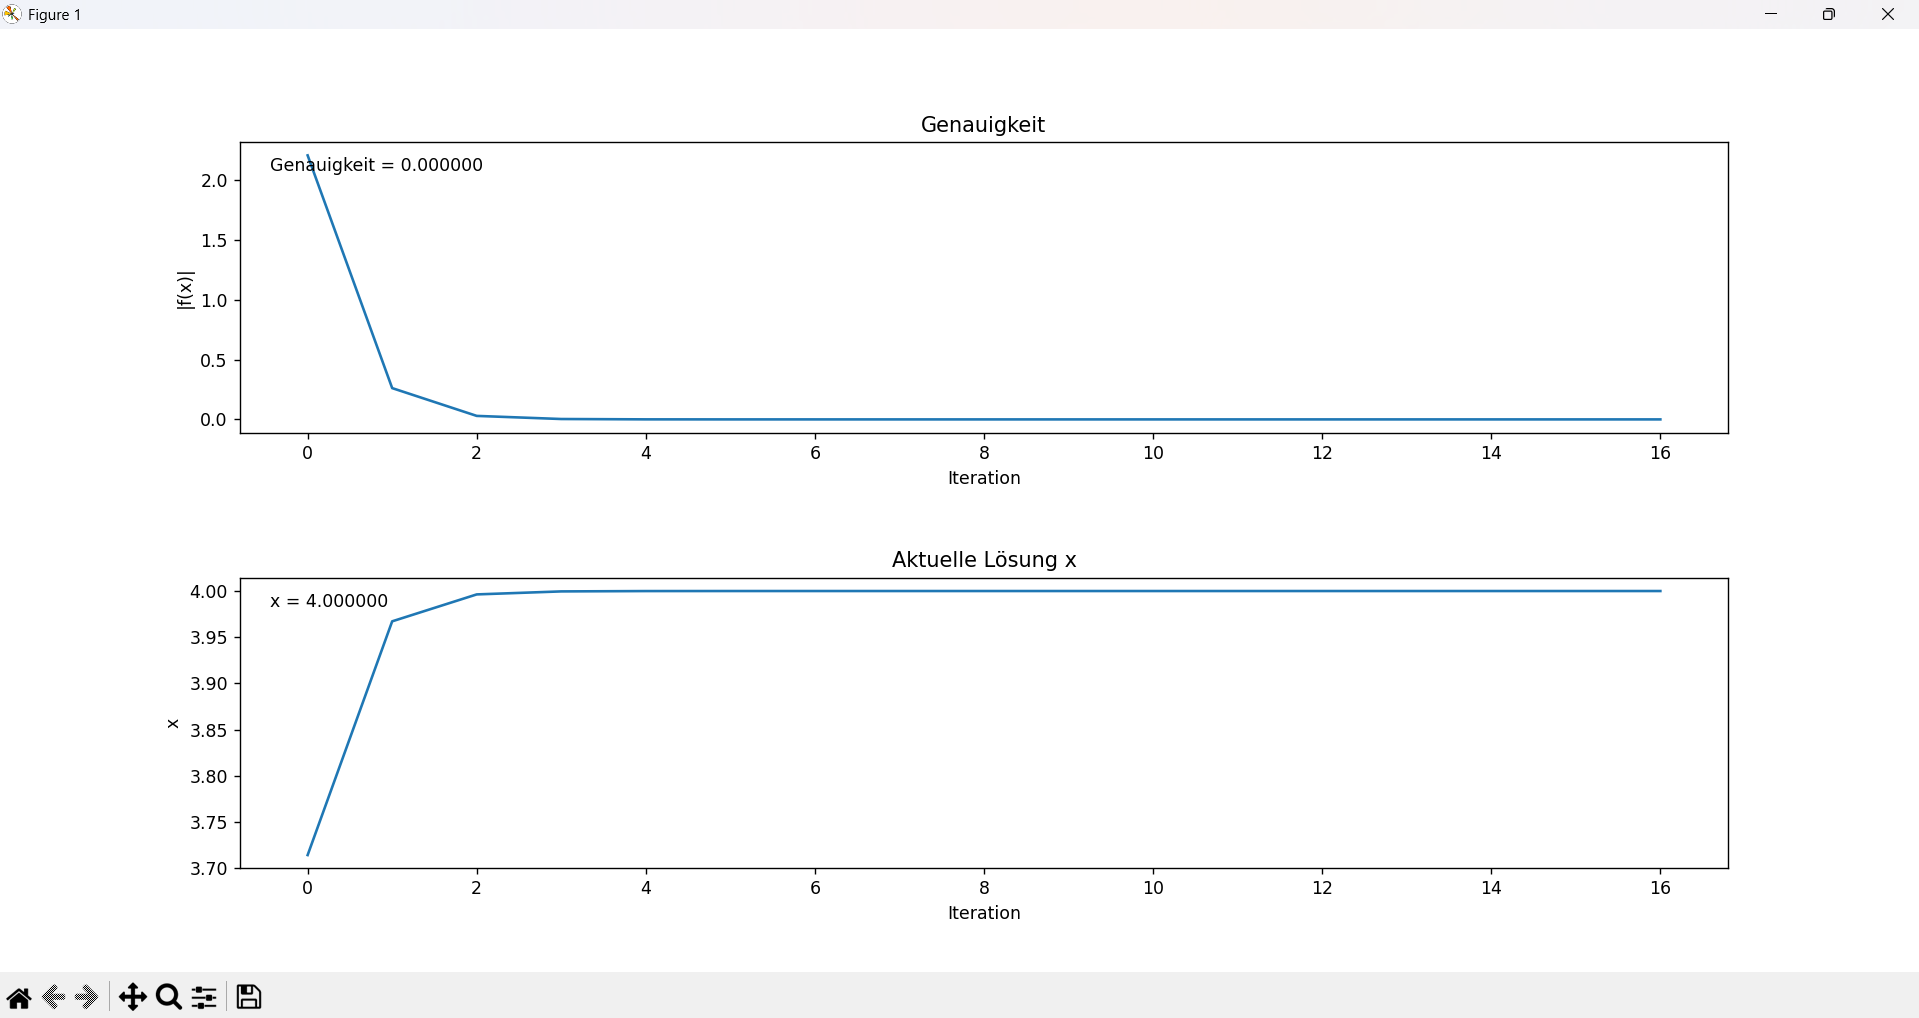 Figure 1
Genauigkeit
Genauigkeit = 0.000000
2.0
1.5
1.0
0.5
0.0
|f(x)|
0 2 4 6 8 10 12 14 16
Iteration
Aktuelle Lösung x
x = 4.000000
4.00
3.95
3.90
3.85
3.80
3.75
3.70
x
0 2 4 6 8 10 12 14 16
Iteration